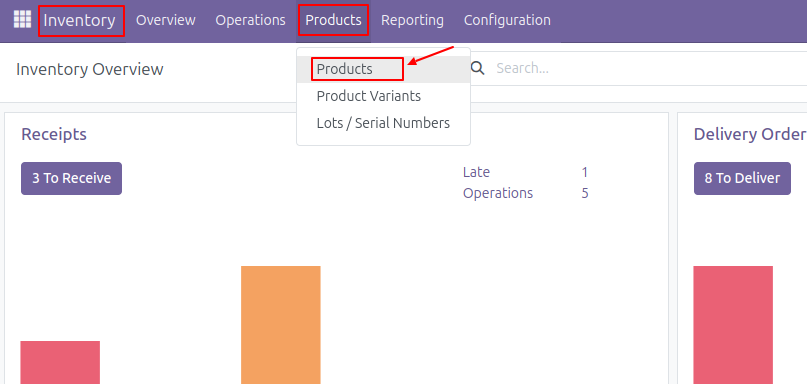 Inventory Overview Operations Products Reporting Configuration
Inventory Overview
Products
Search...
Product Variants
Lots / Serial Numbers
Receipts
3 To Receive
Late 1
Operations 5
Delivery Order
8 To Deliver